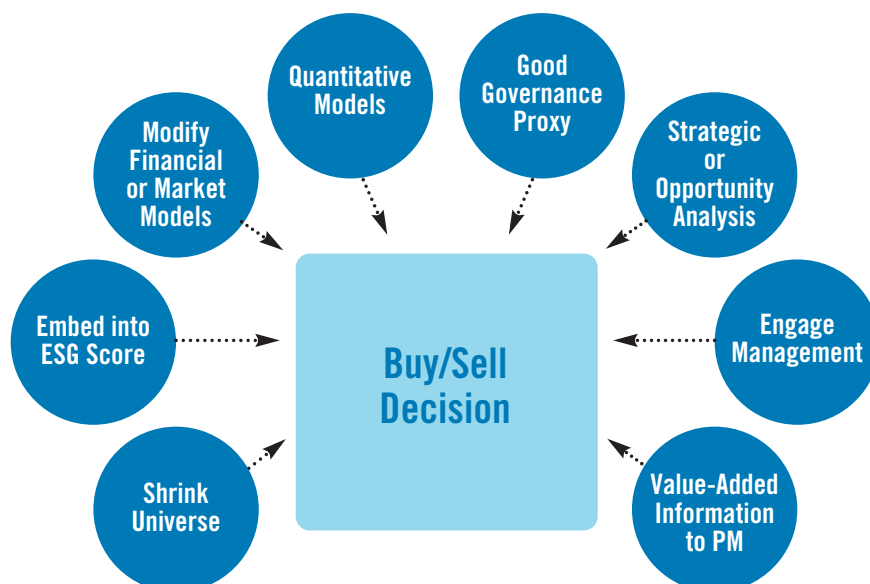 Quantitative
Models
Good
Governance
Proxy
Modify
Financial
or Market
Models
Strategic
or
Opportunity
Analysis
Embed into
ESG Score
Buy/Sell
Decision
Engage
Management
Shrink
Universe
Value-Added
Information
to PM